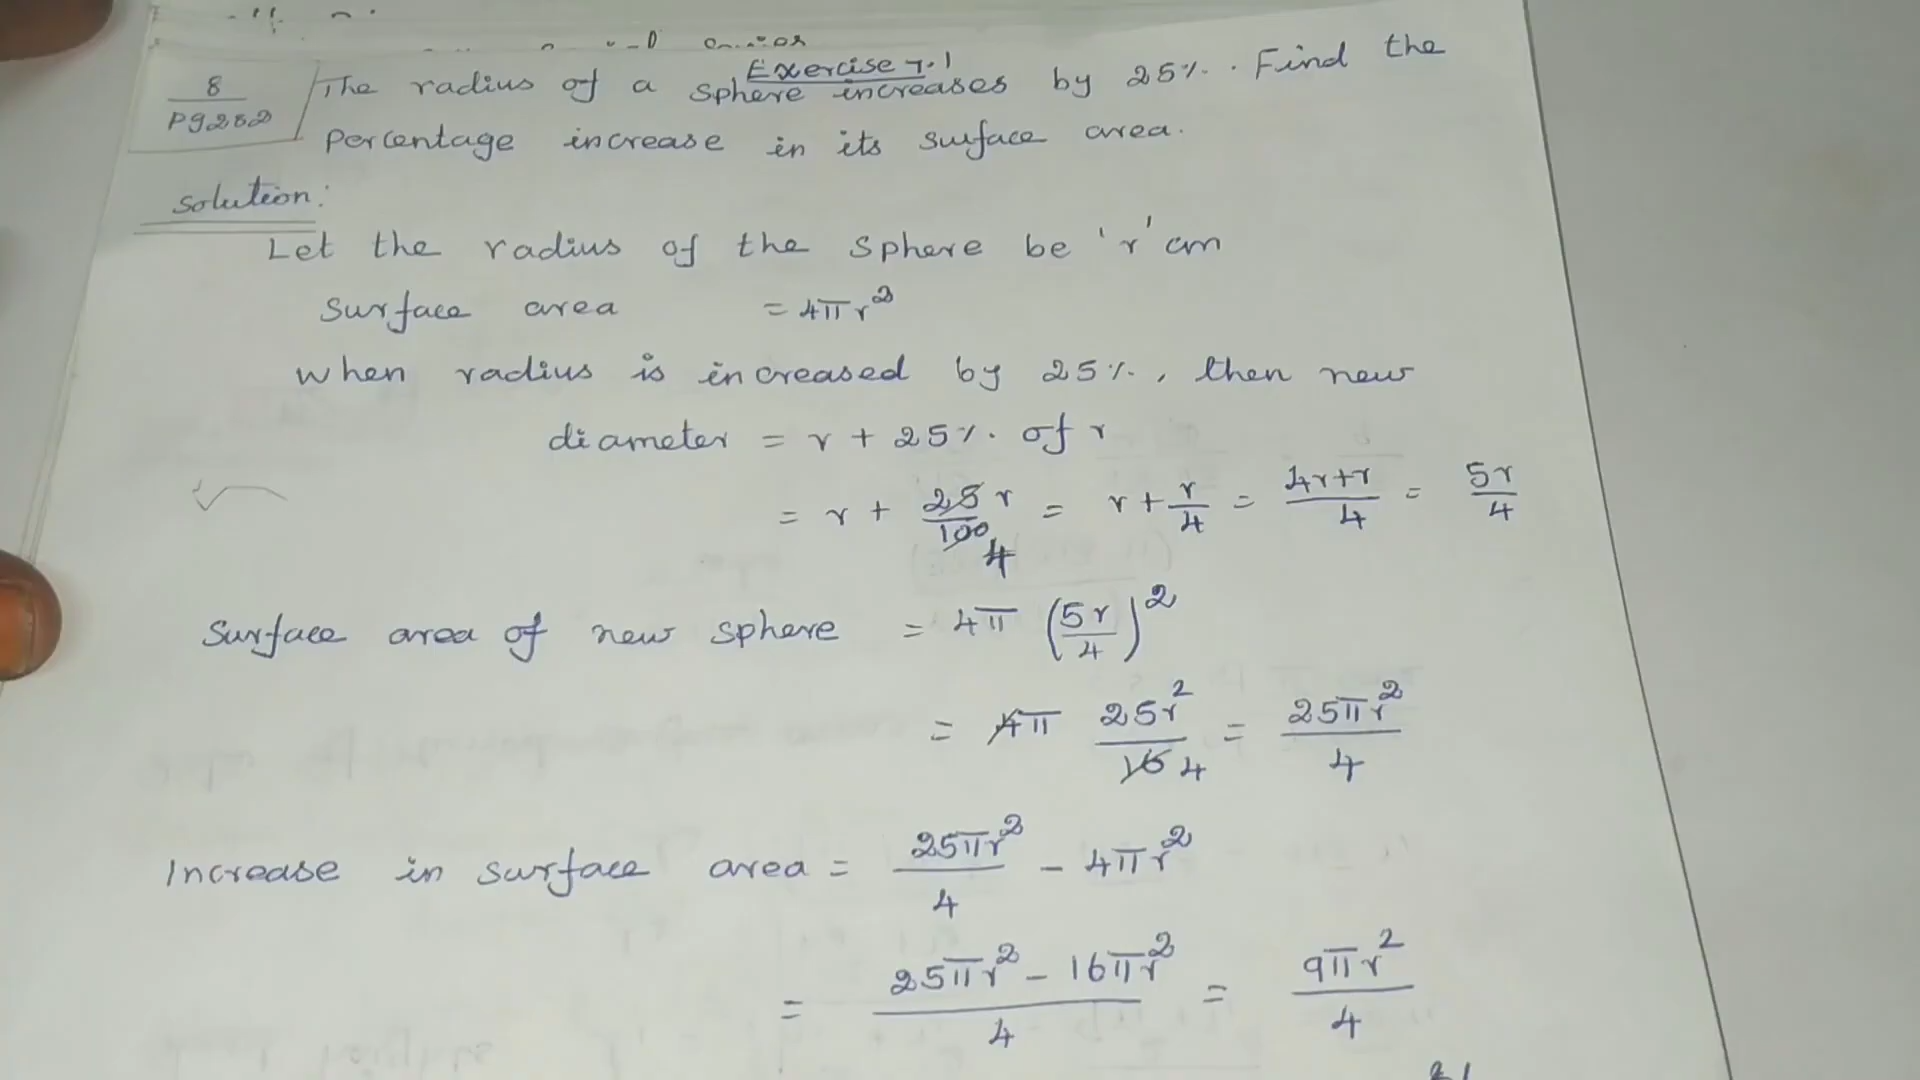 Exercise 7.1
8
Pg 282
The radius of a sphere increases by 25%. Find the
Percentage increase in its surface area.
Solution:
Let the radius of the sphere be 'r' cm
Surface area = 4πr²
When radius is increased by 25%, then new
diameter = r + 25% of r
= r + 25/100 r = r + r/4 = 4r+r/4 = 5r/4
4
Surface area of new sphere = 4π (5r/4)²
= 4π 25r²/16 4 = 25πr²/4
Increase in surface area = 25πr²/4 - 4πr²
= 25πr² - 16πr²/4 = 9πr²/4